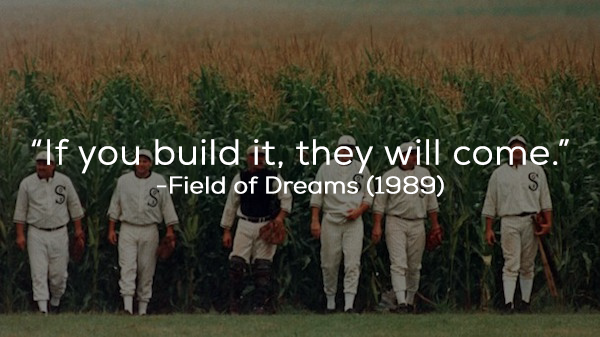 “If you build it, they will come.”
-Field of Dreams (1989)
S
S
S
S